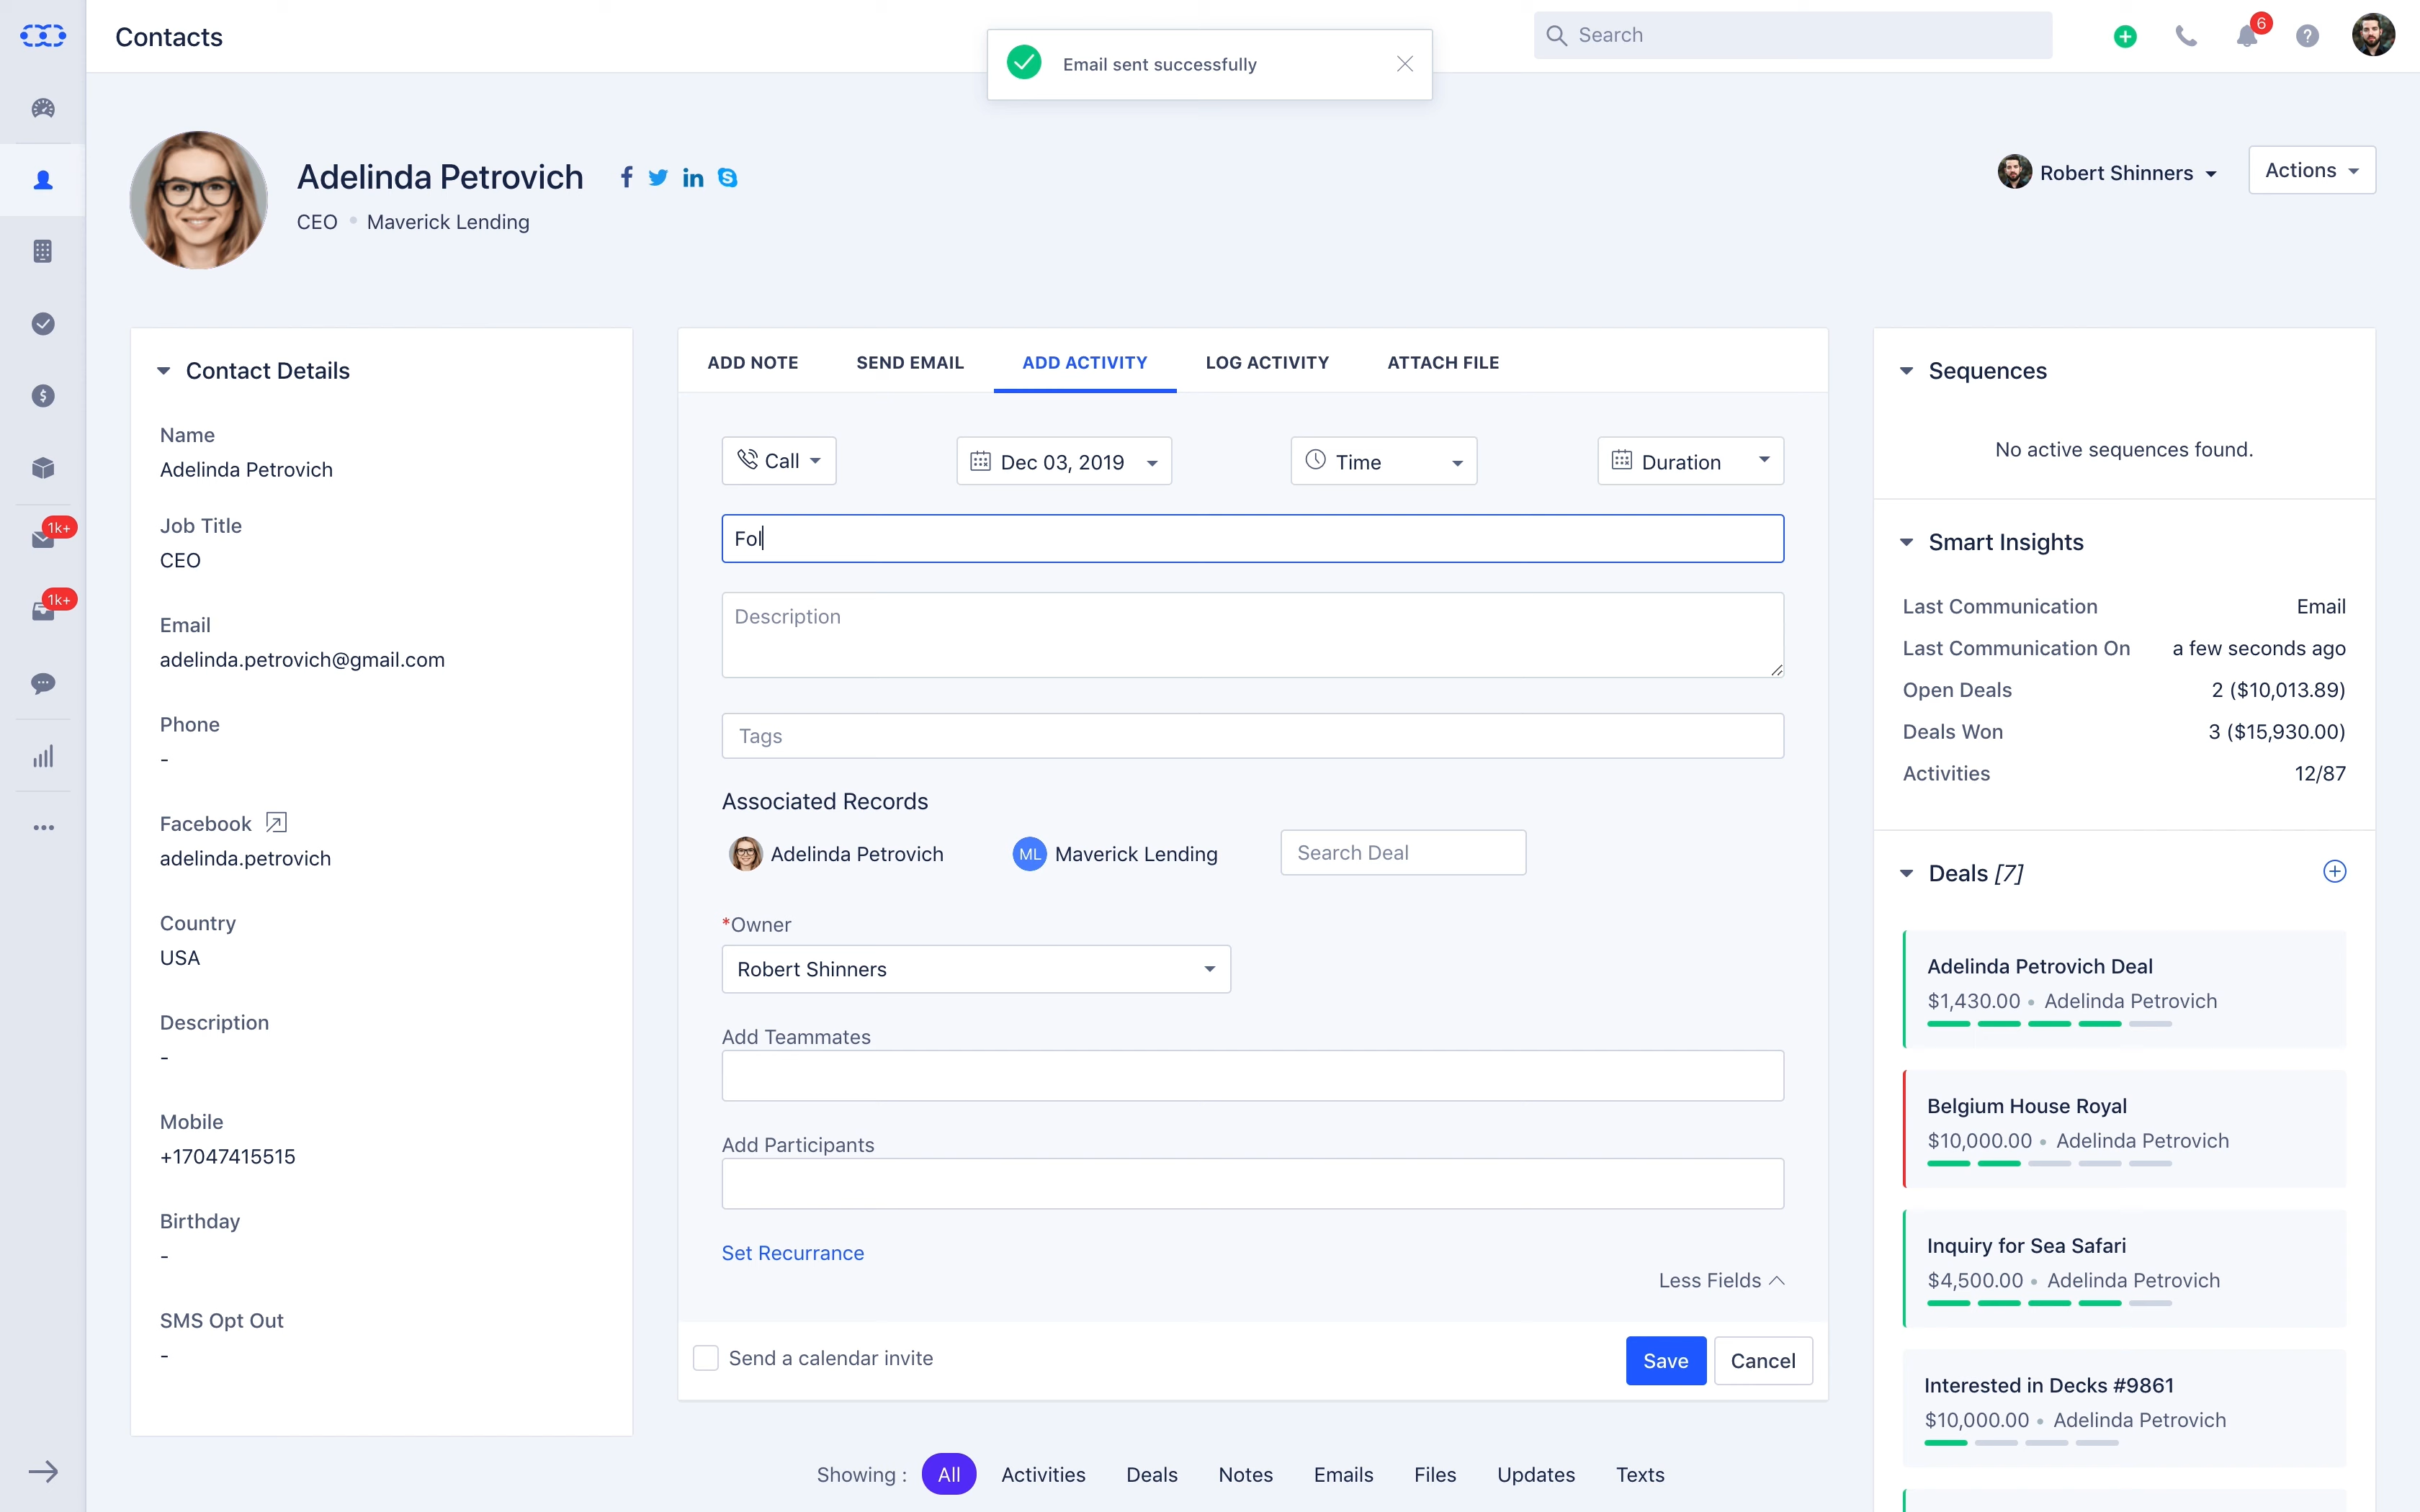 Contacts
Email sent successfully
Search
6
Adelinda Petrovich
CEO • Maverick Lending
Robert Shinners
Actions
1k+
1k+
Contact Details
Name
Adelinda Petrovich
Job Title
CEO
Email
adelinda.petrovich@gmail.com
Phone
-
Facebook
adelinda.petrovich
Country
USA
Description
-
Mobile
+17047415515
Birthday
-
SMS Opt Out
-
ADD NOTE SEND EMAIL ADD ACTIVITY LOG ACTIVITY ATTACH FILE
Call Dec 03, 2019 Time Duration
Fol
Description
Tags
Associated Records
Adelinda Petrovich ML Maverick Lending Search Deal
*Owner
Robert Shinners
Add Teammates
Add Participants
Set Recurrance
Less Fields
Send a calendar invite Save Cancel
Showing : All Activities Deals Notes Emails Files Updates Texts
Sequences
No active sequences found.
Smart Insights
Last Communication Email
Last Communication On a few seconds ago
Open Deals 2 ($10,013.89)
Deals Won 3 ($15,930.00)
Activities 12/87
Deals [7]
Adelinda Petrovich Deal
$1,430.00 • Adelinda Petrovich
Belgium House Royal
$10,000.00 • Adelinda Petrovich
Inquiry for Sea Safari
$4,500.00 • Adelinda Petrovich
Interested in Decks #9861
$10,000.00 • Adelinda Petrovich